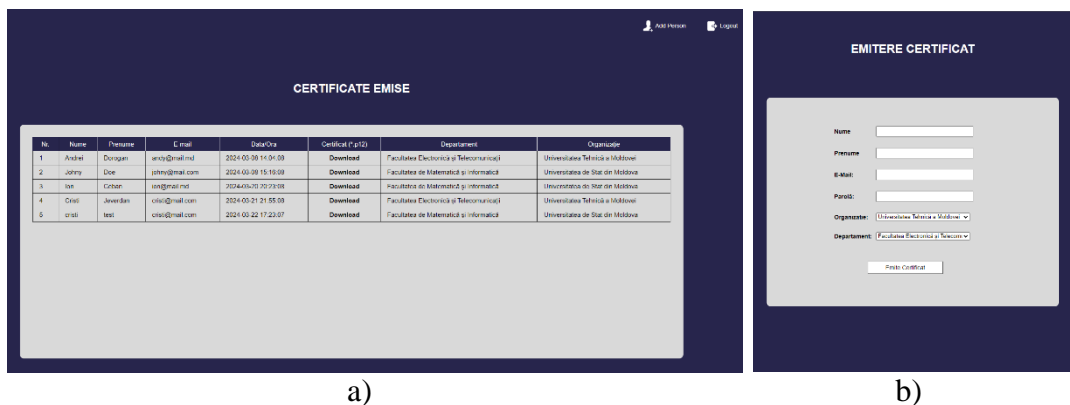 Add Person Logout
CERTIFICATE EMISE
Nr. Nume Prenume E-mail Data/Ora Certificat (*.p12) Departament Organizație
1 Andrei Dorogan andy@mail.md 2024-03-08 14:04:08 Download Facultatea Electronică și Telecomunicații Universitatea Tehnică a Moldovei
2 Johny Doe johny@mail.com 2024-03-08 15:16:08 Download Facultatea de Matematică și Informatică Universitatea de Stat din Moldova
3 Ion Coban ion@mail.md 2024-03-20 20:23:08 Download Facultatea de Matematică și Informatică Universitatea de Stat din Moldova
4 Cristi Javerdan cristi@mail.com 2024-03-21 21:55:08 Download Facultatea Electronică și Telecomunicații Universitatea Tehnică a Moldovei
5 cristi test cristi@mail.com 2024-03-22 17:23:07 Download Facultatea de Matematică și Informatică Universitatea de Stat din Moldova
a)
EMITERE CERTIFICAT
Nume
Prenume
E-Mail:
Parolă:
Organizatie: Universitatea Tehnica a Moldovei
Departament: Facultatea Electronică și Telecom
Emite Certificat
b)